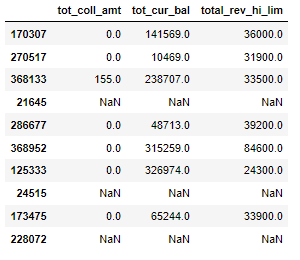 tot_coll_amt tot_cur_bal total_rev_hi_lim
170307 0.0 141569.0 36000.0
270517 0.0 10469.0 31900.0
368133 155.0 238707.0 33500.0
21645 NaN NaN NaN
286677 0.0 48713.0 39200.0
368952 0.0 315259.0 84600.0
125333 0.0 326974.0 24300.0
24515 NaN NaN NaN
173475 0.0 65244.0 33900.0
228072 NaN NaN NaN